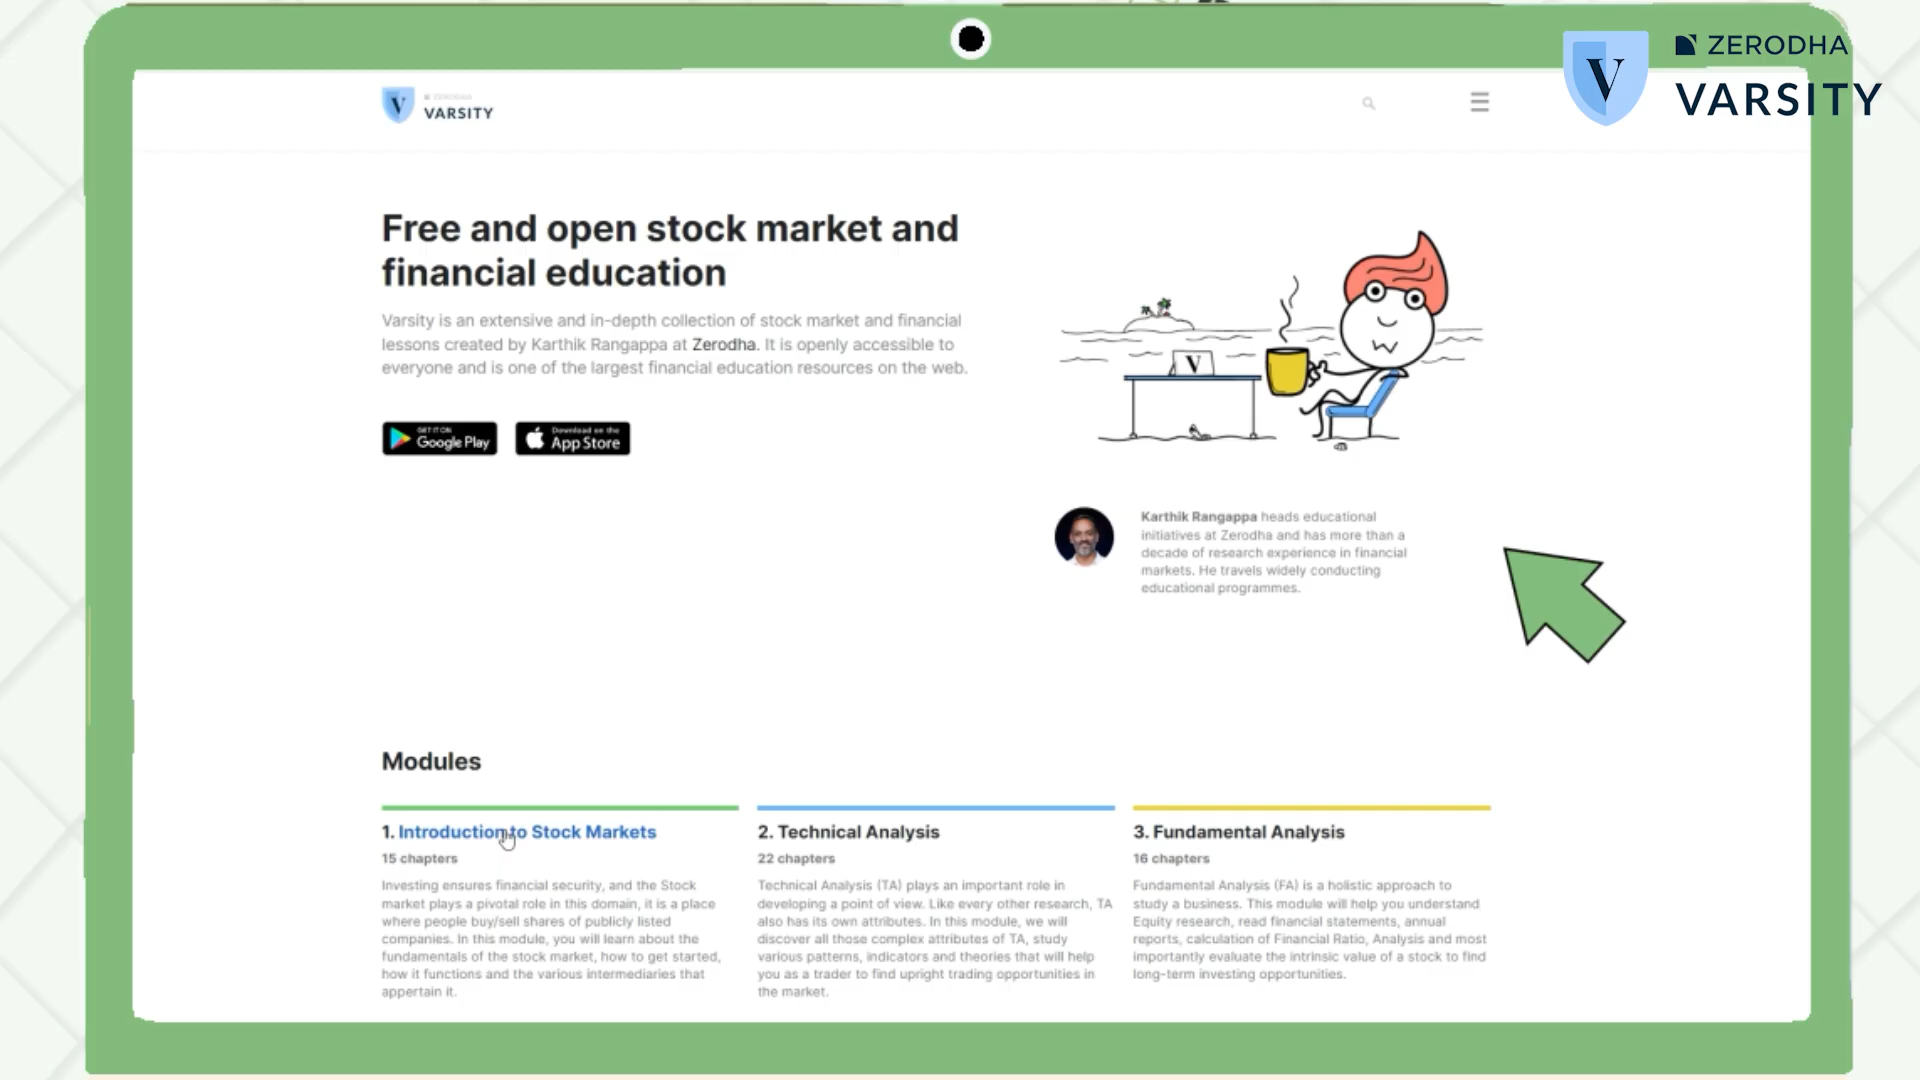 ZERODHA
VARSITY
V
ZERODHA
VARSITY
V
Free and open stock market and
financial education
Varsity is an extensive and in-depth collection of stock market and financial
lessons created by Karthik Rangappa at Zerodha. It is openly accessible to
everyone and is one of the largest financial education resources on the web.
V
GET IT ON
Google Play
Download on the
App Store
Karthik Rangappa heads educational
initiatives at Zerodha and has more than a
decade of research experience in financial
markets. He travels widely conducting
educational programmes.
Modules
1. Introduction to Stock Markets
15 chapters
Investing ensures financial security, and the Stock
market plays a pivotal role in this domain, it is a place
where people buy/sell shares of publicly listed
companies. In this module, you will learn about the
fundamentals of the stock market, how to get started,
how it functions and the various intermediaries that
appertain it.
2. Technical Analysis
22 chapters
Technical Analysis (TA) plays an important role in
developing a point of view. Like every other research, TA
also has its own attributes. In this module, we will
discover all those complex attributes of TA, study
various patterns, indicators and theories that will help
you as a trader to find upright trading opportunities in
the market.
3. Fundamental Analysis
16 chapters
Fundamental Analysis (FA) is a holistic approach to
study a business. This module will help you understand
Equity research, read financial statements, annual
reports, calculation of Financial Ratio, Analysis and most
importantly evaluate the intrinsic value of a stock to find
long-term investing opportunities.